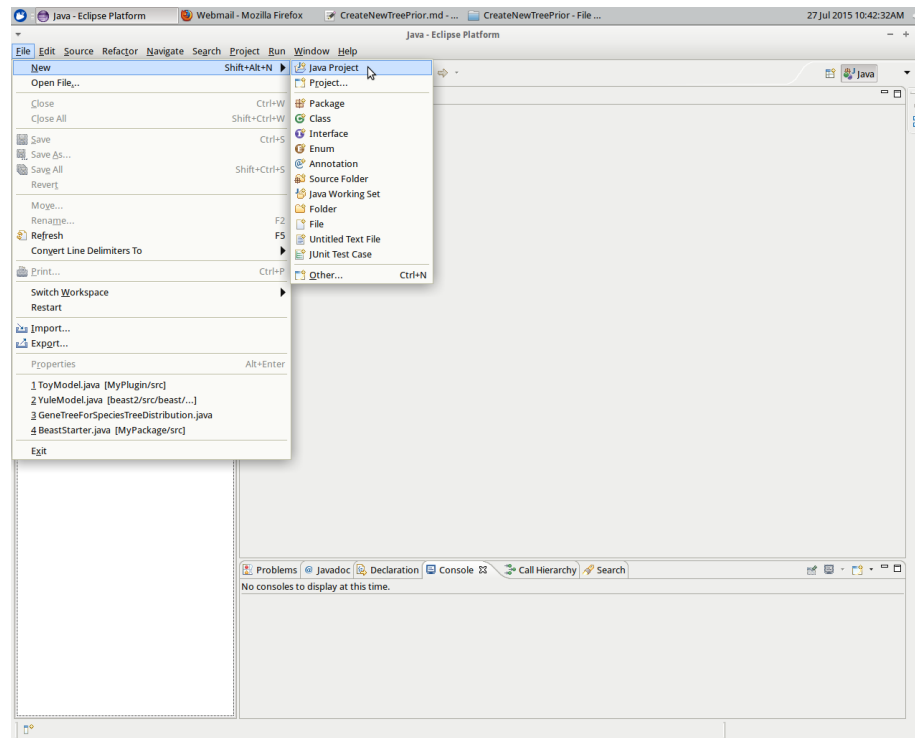 Java - Eclipse Platform
Webmail - Mozilla Firefox
CreateNewTreePrior.md - ...
CreateNewTreePrior - File ...
27 Jul 2015 10:42:32AM
Java - Eclipse Platform
File Edit Source Refactor Navigate Search Project Run Window Help
New Shift+Alt+N
Open File...
Close Ctrl+W
Close All Shift+Ctrl+W
Save Ctrl+S
Save As...
Save All Shift+Ctrl+S
Revert
Move...
Rename... F2
Refresh F5
Convert Line Delimiters To
Print... Ctrl+P
Switch Workspace
Restart
Import...
Export...
Properties Alt+Enter
1 ToyModel.java [MyPlugin/src]
2 YuleModel.java [beast2/src/beast/...]
3 GeneTreeForSpeciesTreeDistribution.java
4 BeastStarter.java [MyPackage/src]
Exit
Java Project
Project...
Package
Class
Interface
Enum
Annotation
Source Folder
Java Working Set
Folder
File
Untitled Text File
JUnit Test Case
Other... Ctrl+N
Java
Problems @ Javadoc Declaration Console Call Hierarchy Search
No consoles to display at this time.